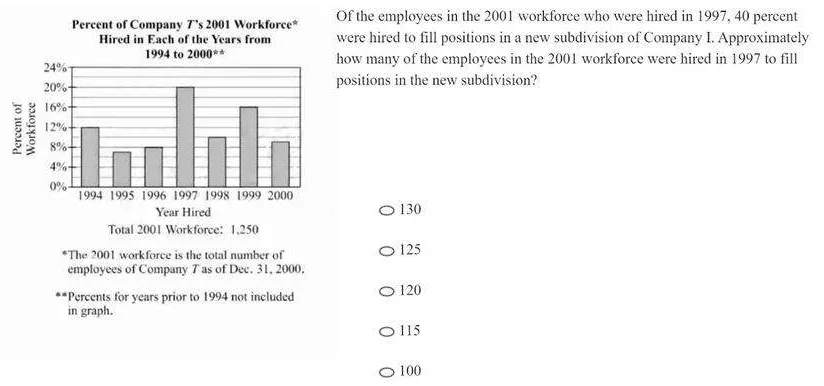 Percent of Company T's 2001 Workforce*
Hired in Each of the Years from
1994 to 2000**
24%
20%
16%
12%
8%
4%
0%
Percent of
Workforce
1994 1995 1996 1997 1998 1999 2000
Year Hired
Total 2001 Workforce: 1,250
*The 2001 workforce is the total number of
employees of Company T as of Dec. 31, 2000.
**Percents for years prior to 1994 not included
in graph.
Of the employees in the 2001 workforce who were hired in 1997, 40 percent
were hired to fill positions in a new subdivision of Company I. Approximately
how many of the employees in the 2001 workforce were hired in 1997 to fill
positions in the new subdivision?
130
125
120
115
100